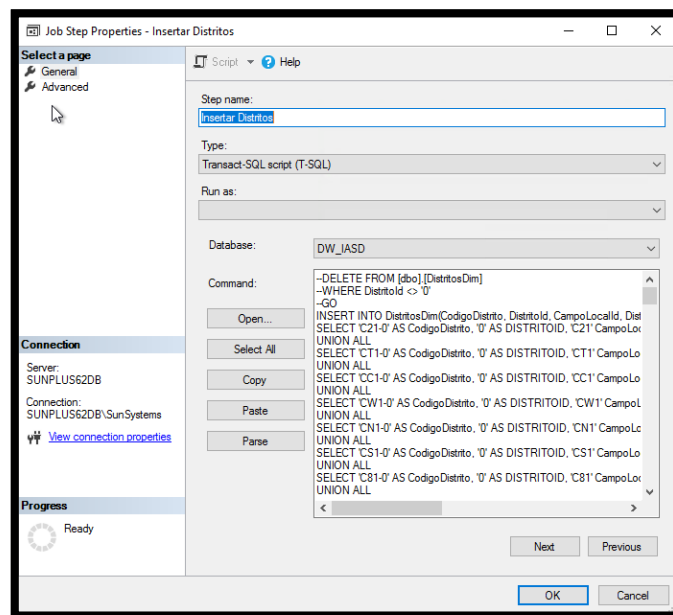 Job Step Properties - Insertar Distritos
Select a page
General
Advanced
Script
Help
Step name:
Insertar Distritos
Type:
Transact-SQL script (T-SQL)
Run as:
Database:
DW_IASD
Command:
Open...
Select All
Copy
Paste
Parse
--DELETE FROM [dbo].[DistritosDim]
--WHERE DistritoId <> '0'
--GO
INSERT INTO DistritosDim(CodigoDistrito, DistritoId, CampoLocalId, Dist
SELECT 'C21-0' AS CodigoDistrito, '0' AS DISTRITOID, 'C21' CampoLoc
UNION ALL
SELECT 'CT1-0' AS CodigoDistrito, '0' AS DISTRITOID, 'CT1' CampoLo
UNION ALL
SELECT 'CC1-0' AS CodigoDistrito, '0' AS DISTRITOID, 'CC1' CampoLo
UNION ALL
SELECT 'CW1-0' AS CodigoDistrito, '0' AS DISTRITOID, 'CW1' CampoL
UNION ALL
SELECT 'CN1-0' AS CodigoDistrito, '0' AS DISTRITOID, 'CN1' CampoLo
UNION ALL
SELECT 'CS1-0' AS CodigoDistrito, '0' AS DISTRITOID, 'CS1' CampoLo
UNION ALL
SELECT 'C81-0' AS CodigoDistrito, '0' AS DISTRITOID, 'C81' CampoLoc
UNION ALL
Connection
Server:
SUNPLUS62DB
Connection:
SUNPLUS62DB\SunSystems
View connection properties
Progress
Ready
Next
Previous
OK
Cancel